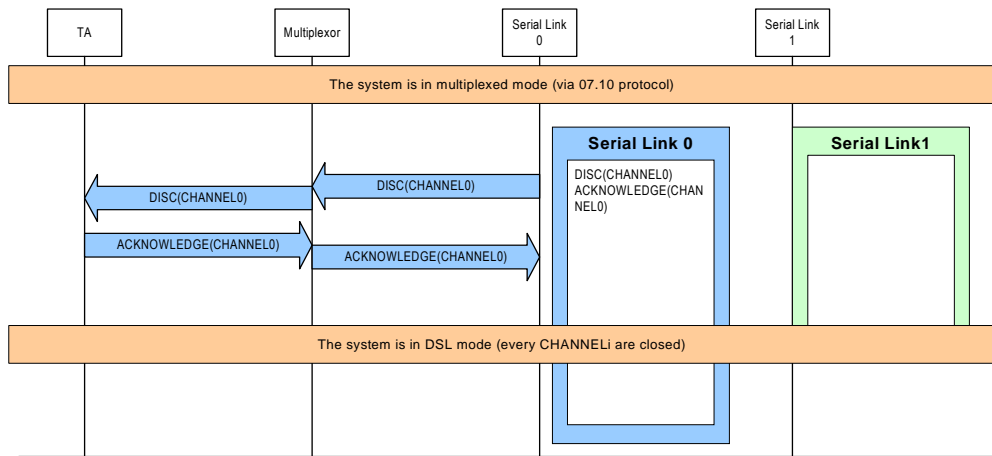 TA
Multiplexor
Serial Link
0
Serial Link
1
The system is in multiplexed mode (via 07.10 protocol)
Serial Link 0
Serial Link1
DISC(CHANNEL0)
ACKNOWLEDGE(CHAN
NEL0)
DISC(CHANNEL0)
DISC(CHANNEL0)
ACKNOWLEDGE(CHANNEL0)
ACKNOWLEDGE(CHANNEL0)
The system is in DSL mode (every CHANNELi are closed)